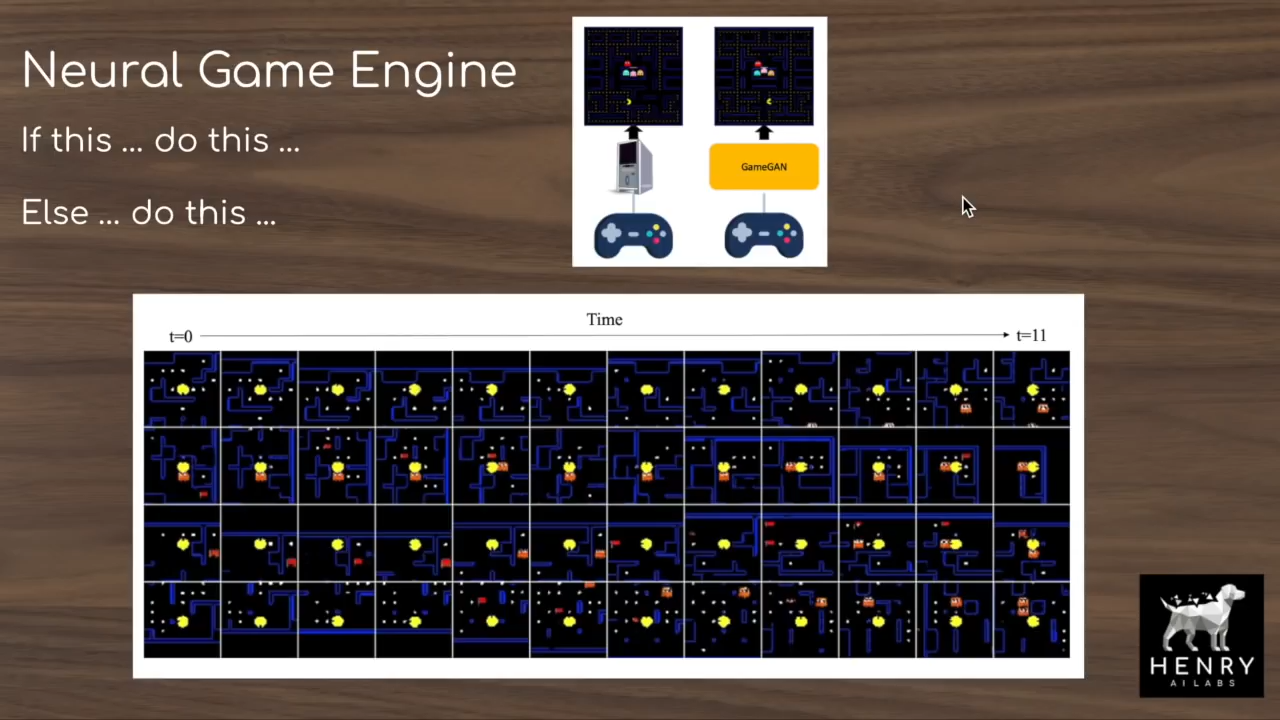 Neural Game Engine
If this ... do this ...
Else ... do this ...
GameGAN
Time
t=0
t=11
HENRY
AI LABS